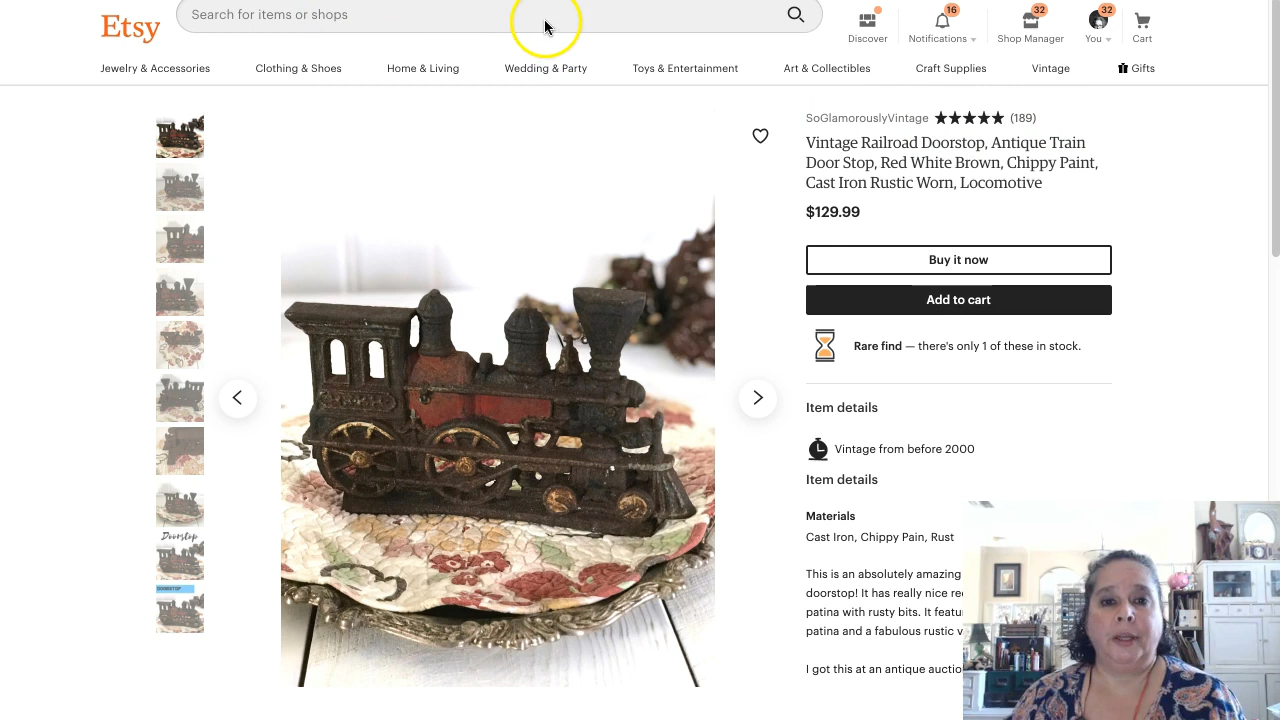 Etsy
Search for items or shops
Discover
16
Notifications
32
Shop Manager
32
You
Cart
Jewelry & Accessories
Clothing & Shoes
Home & Living
Wedding & Party
Toys & Entertainment
Art & Collectibles
Craft Supplies
Vintage
Gifts
SoGlamorouslyVintage ★★★★★ (189)
Vintage Railroad Doorstop, Antique Train
Door Stop, Red White Brown, Chippy Paint,
Cast Iron Rustic Worn, Locomotive
$129.99
Buy it now
Add to cart
Rare find — there's only 1 of these in stock.
Item details
Vintage from before 2000
Item details
Materials
Cast Iron, Chippy Pain, Rust
This is an absolutely amazing
doorstop! It has really nice
patina with rusty bits. It
patina and a fabulous rustic
I got this at an antique
Doorstop
DOORSTOP